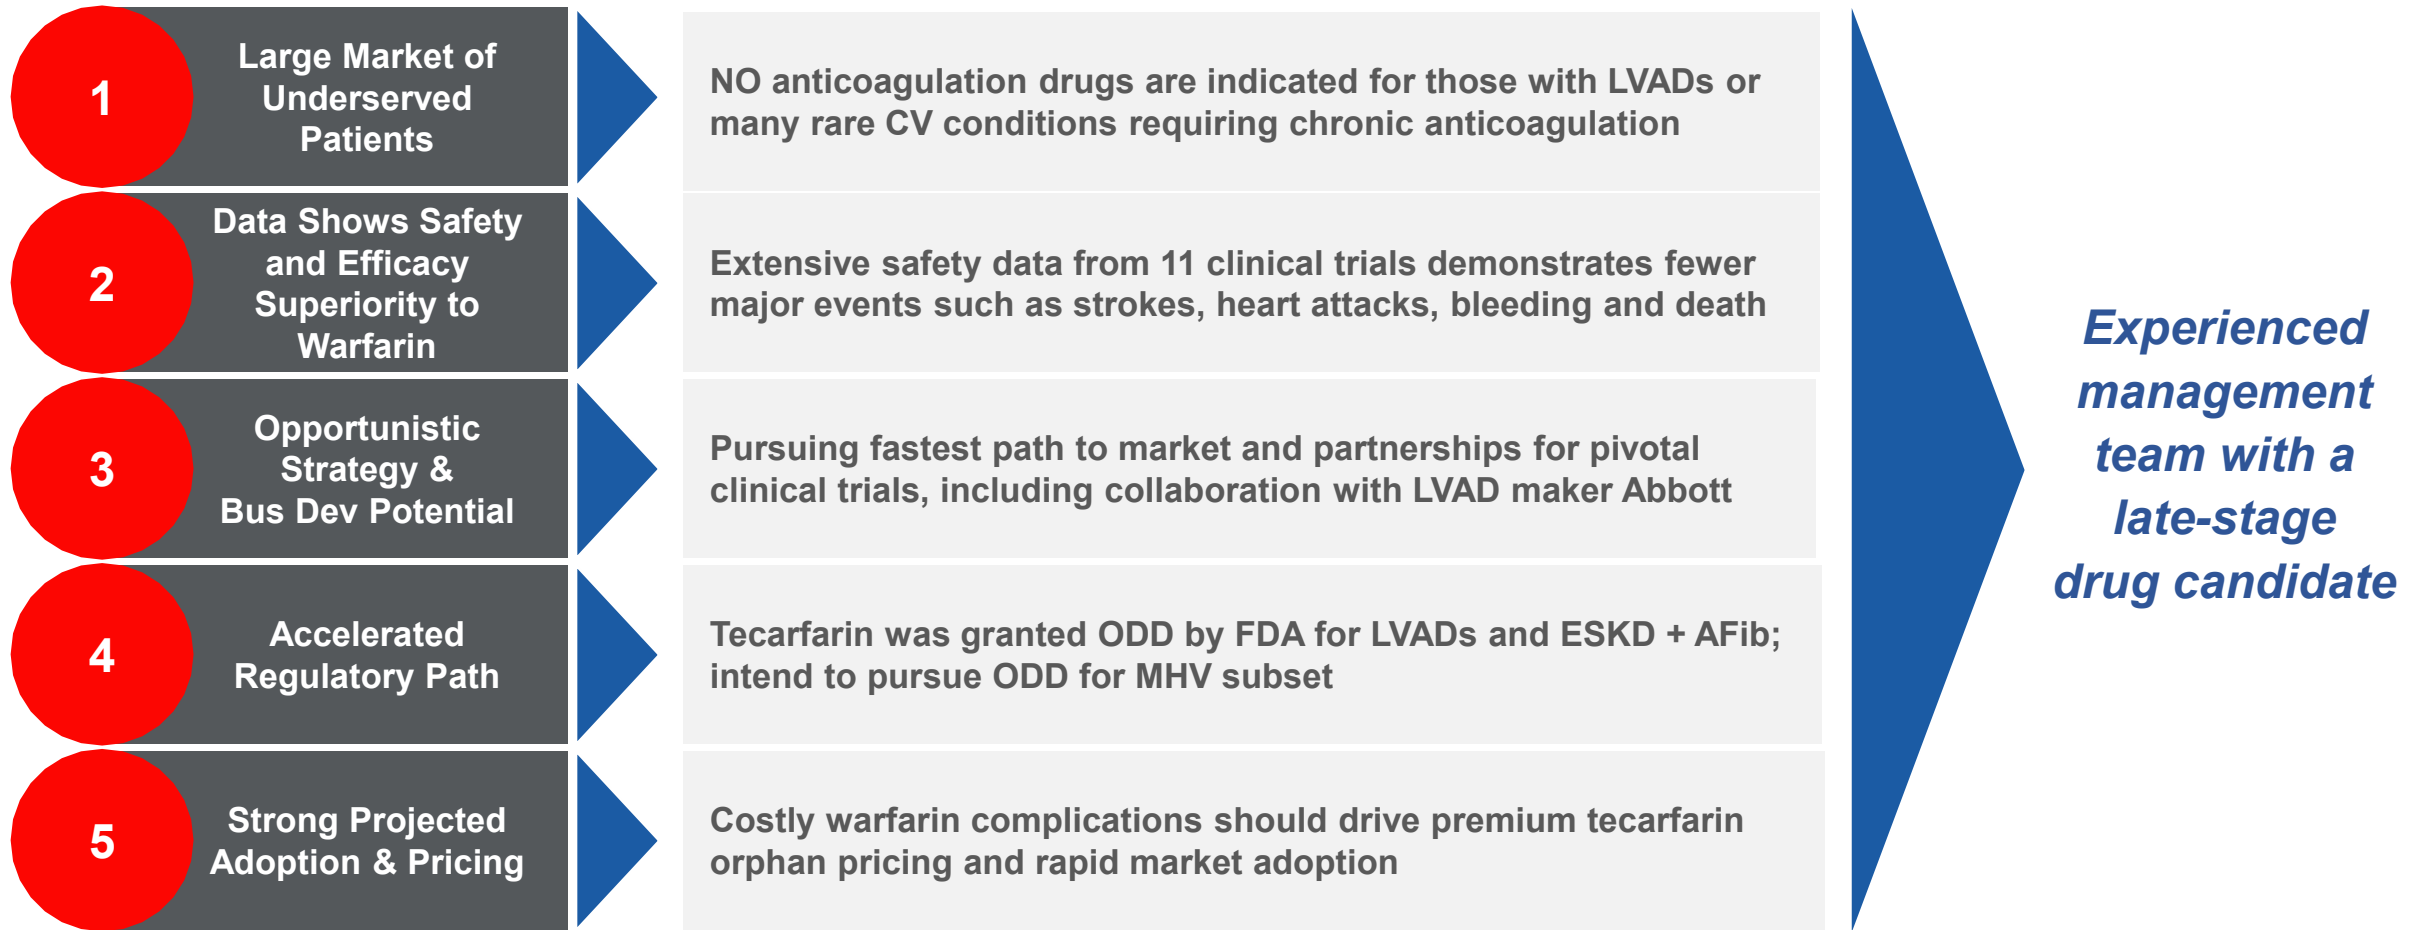 1
Large Market of
Underserved
Patients
NO anticoagulation drugs are indicated for those with LVADs or
many rare CV conditions requiring chronic anticoagulation
2
Data Shows Safety
and Efficacy
Superiority to
Warfarin
Extensive safety data from 11 clinical trials demonstrates fewer
major events such as strokes, heart attacks, bleeding and death
3
Opportunistic
Strategy &
Bus Dev Potential
Pursuing fastest path to market and partnerships for pivotal
clinical trials, including collaboration with LVAD maker Abbott
4
Accelerated
Regulatory Path
Tecarfarin was granted ODD by FDA for LVADs and ESKD + AFib;
intend to pursue ODD for MHV subset
5
Strong Projected
Adoption & Pricing
Costly warfarin complications should drive premium tecarfarin
orphan pricing and rapid market adoption
Experienced
management
team with a
late-stage
drug candidate